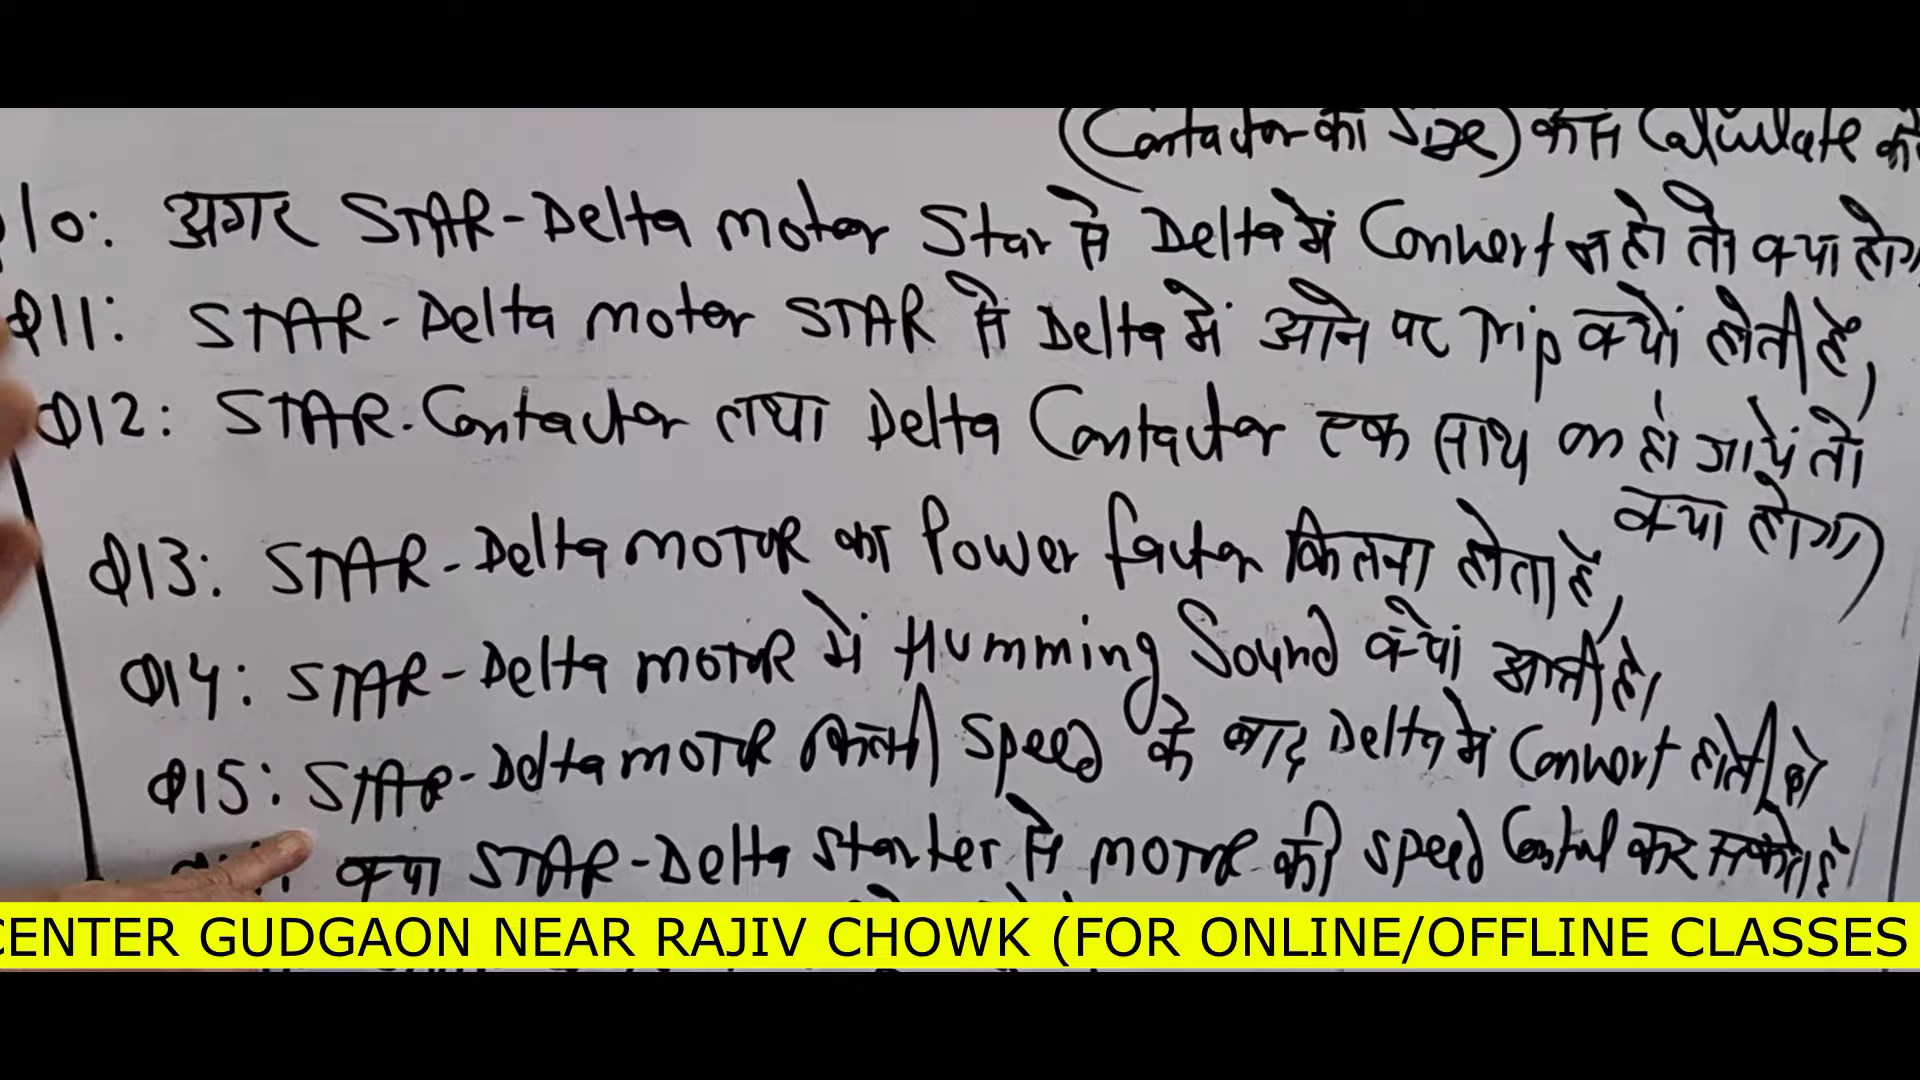 (Contactor का Size) कैसे Calculate
Q10: अगर STAR-Delta motor Star से Delta में Convert न हो तो क्या होगा
Q11: STAR-Delta motor STAR से Delta में आने पर Trip क्यों होती है,
Q12: STAR-Contactor तथा Delta Contactor एक साथ on हो जायें तो
क्या होगा
Q13: STAR-Delta MOTOR का Power factor कितना होता है,
Q14: STAR-Delta MOTOR में Humming Sound क्यों आती है।
Q15: STAR-Delta MOTOR कितनी Speed के बाद Delta में Convert होती
क्या STAR-Delta Starter से MOTOR की Speed Control कर सकते है
CENTER GUDGAON NEAR RAJIV CHOWK (FOR ONLINE/OFFLINE CLASSES